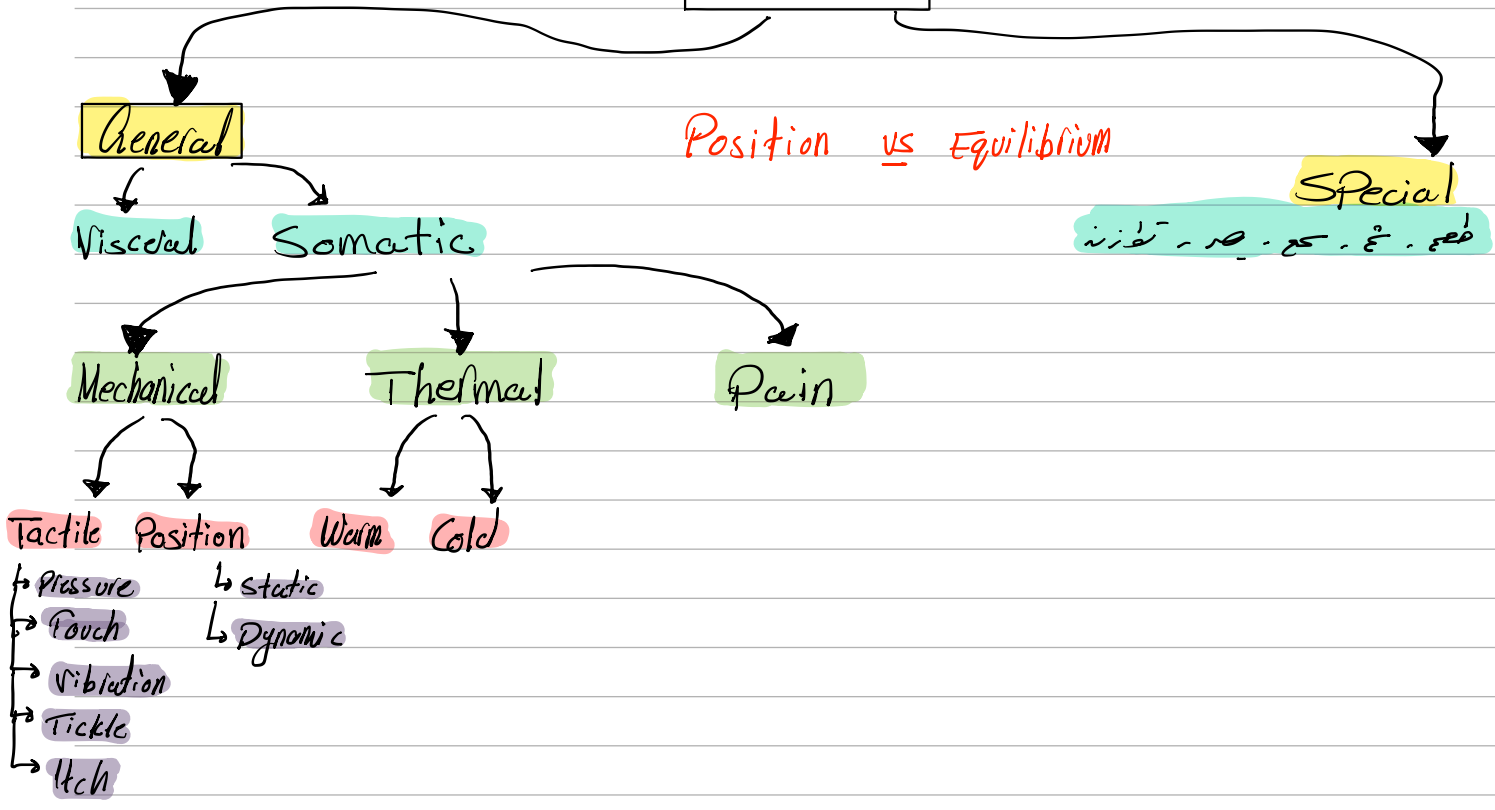 General
Position vs Equilibrium
Special
Visceral
Somatic
طعم - شم - سمع - بصر - توازن
Mechanical
Thermal
Pain
Tactile
Position
Warm
Cold
Pressure
Static
Touch
Dynamic
Vibration
Tickle
Itch